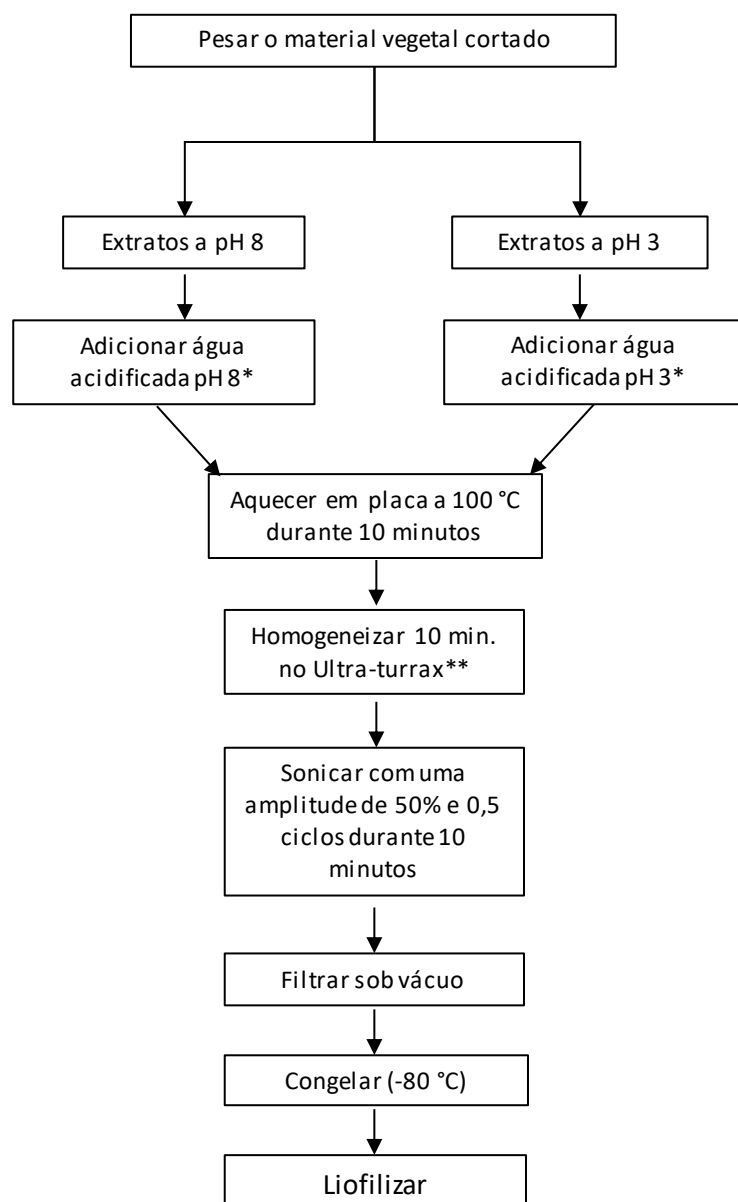 Pesar o material vegetal cortado
Extratos a pH 8
Extratos a pH 3
Adicionar água
acidificada pH 8*
Adicionar água
acidificada pH 3*
Aquecer em placa a 100 °C
durante 10 minutos
Homogeneizar 10 min.
no Ultra-turrax**
Sonicar com uma
amplitude de 50% e 0,5
ciclos durante 10
minutos
Filtrar sob vácuo
Congelar (-80 °C)
Liofilizar